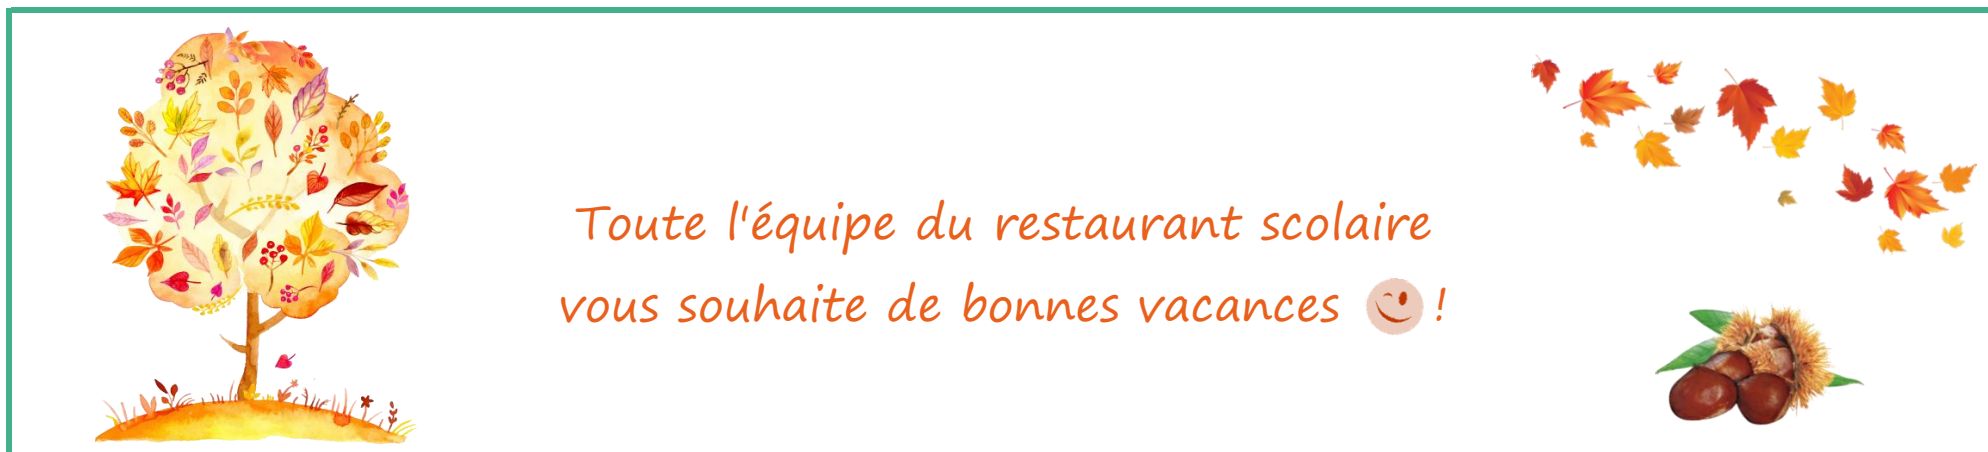 Toute l'équipe du restaurant scolaire
vous souhaite de bonnes vacances 😉 !